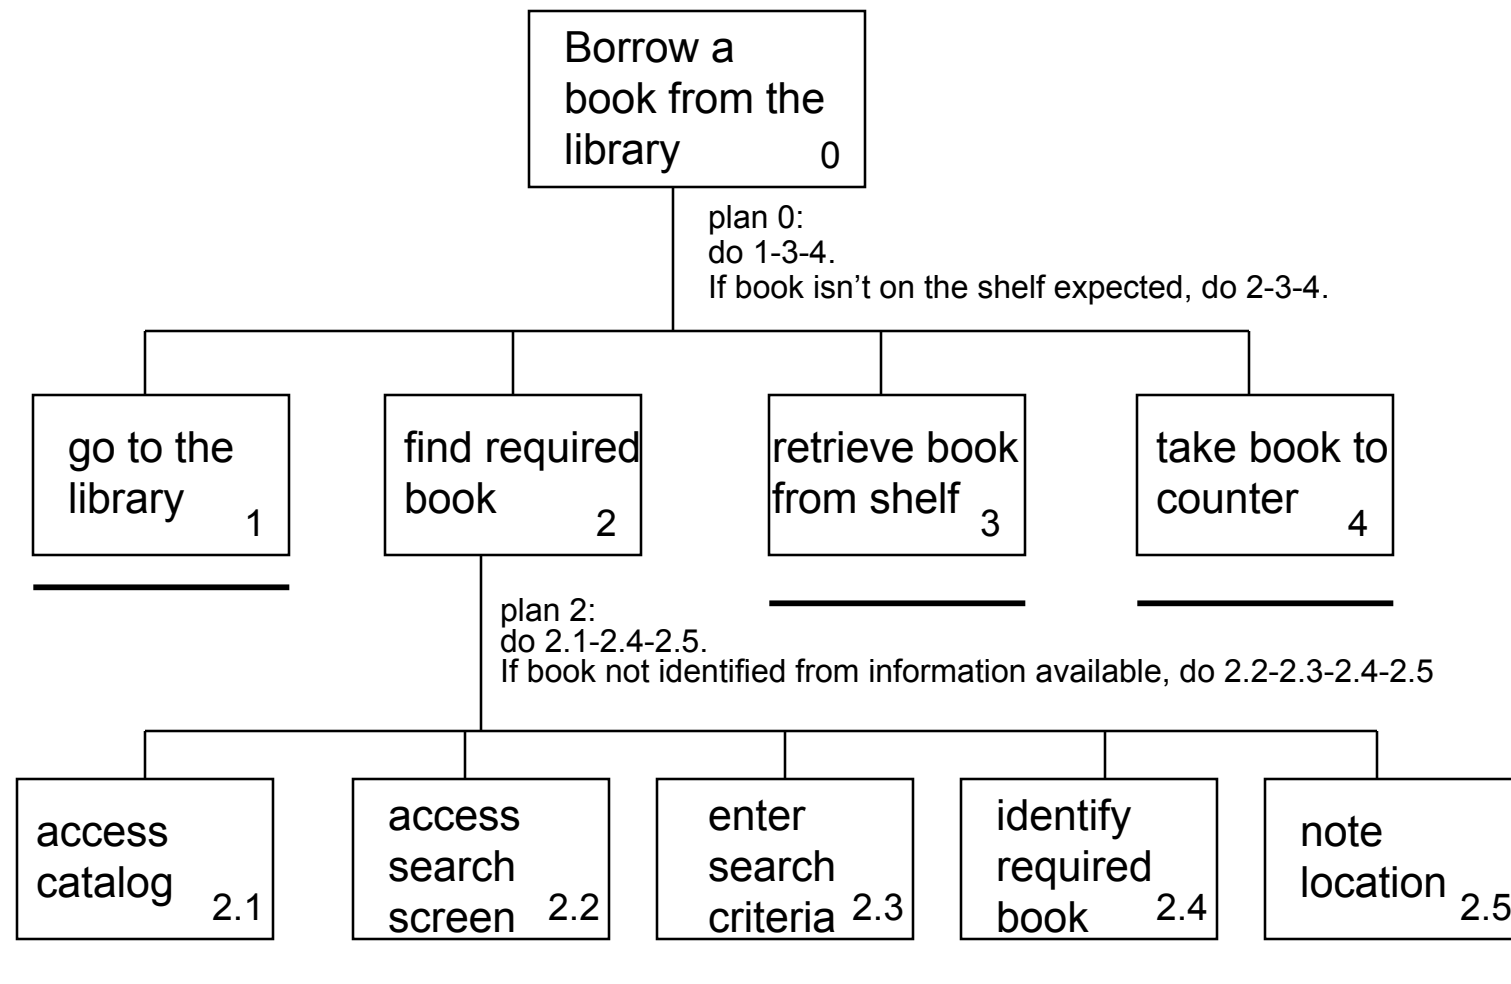 Borrow a
book from the
library 0
plan 0:
do 1-3-4.
If book isn’t on the shelf expected, do 2-3-4.
go to the
library 1
find required
book 2
retrieve book
from shelf 3
take book to
counter 4
plan 2:
do 2.1-2.4-2.5.
If book not identified from information available, do 2.2-2.3-2.4-2.5
access
catalog 2.1
access
search
screen 2.2
enter
search
criteria 2.3
identify
required
book 2.4
note
location 2.5